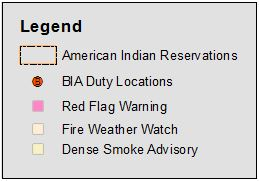 Legend
American Indian Reservations
BIA Duty Locations
Red Flag Warning
Fire Weather Watch
Dense Smoke Advisory